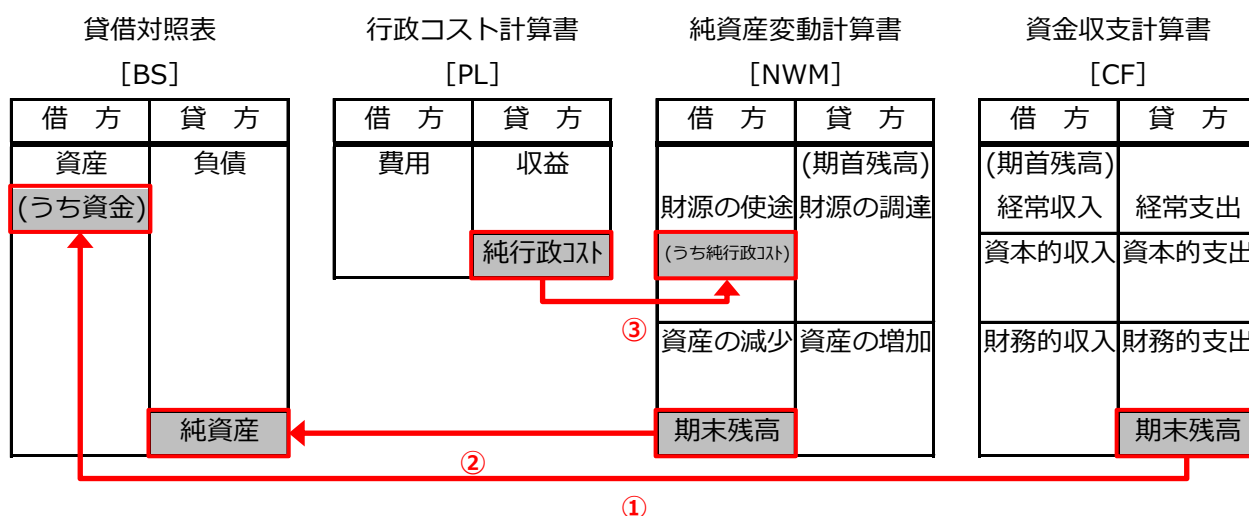 貸借対照表 行政コスト計算書 純資産変動計算書 資金収支計算書
［BS］ ［PL］ ［NWM］ ［CF］
借　方 貸　方 借　方 貸　方 借　方 貸　方 借　方 貸　方
資産 負債 費用 収益 (期首残高) (期首残高)
(うち資金) 財源の使途 財源の調達 経常収入 経常支出
純行政ｺｽﾄ (うち純行政ｺｽﾄ) 資本的収入 資本的支出
③
資産の減少 資産の増加 財務的収入 財務的支出
純資産 期末残高 期末残高
②
①